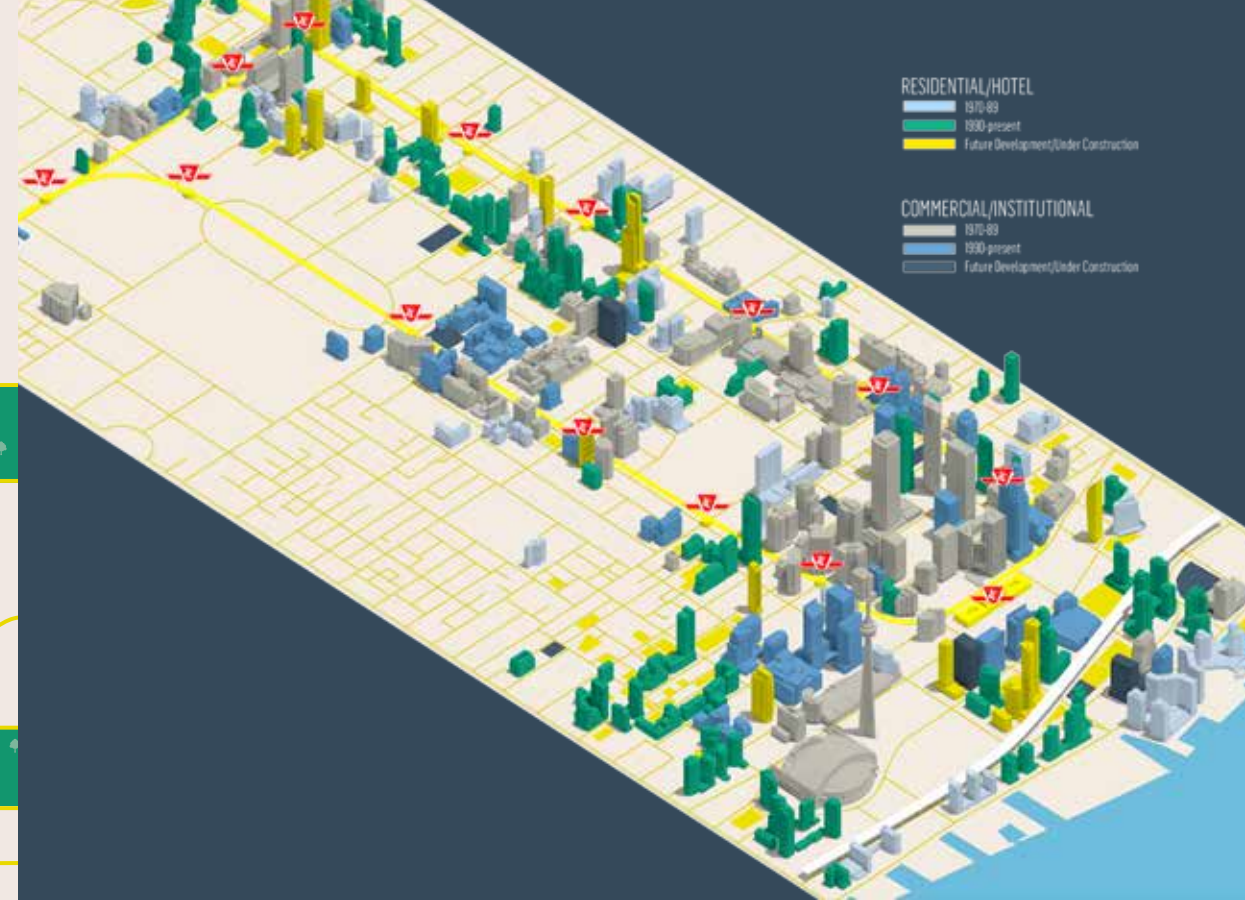 RESIDENTIAL/HOTEL
1970-89
1990-present
Future Development/Under Construction
COMMERCIAL/INSTITUTIONAL
1970-89
1990-present
Future Development/Under Construction